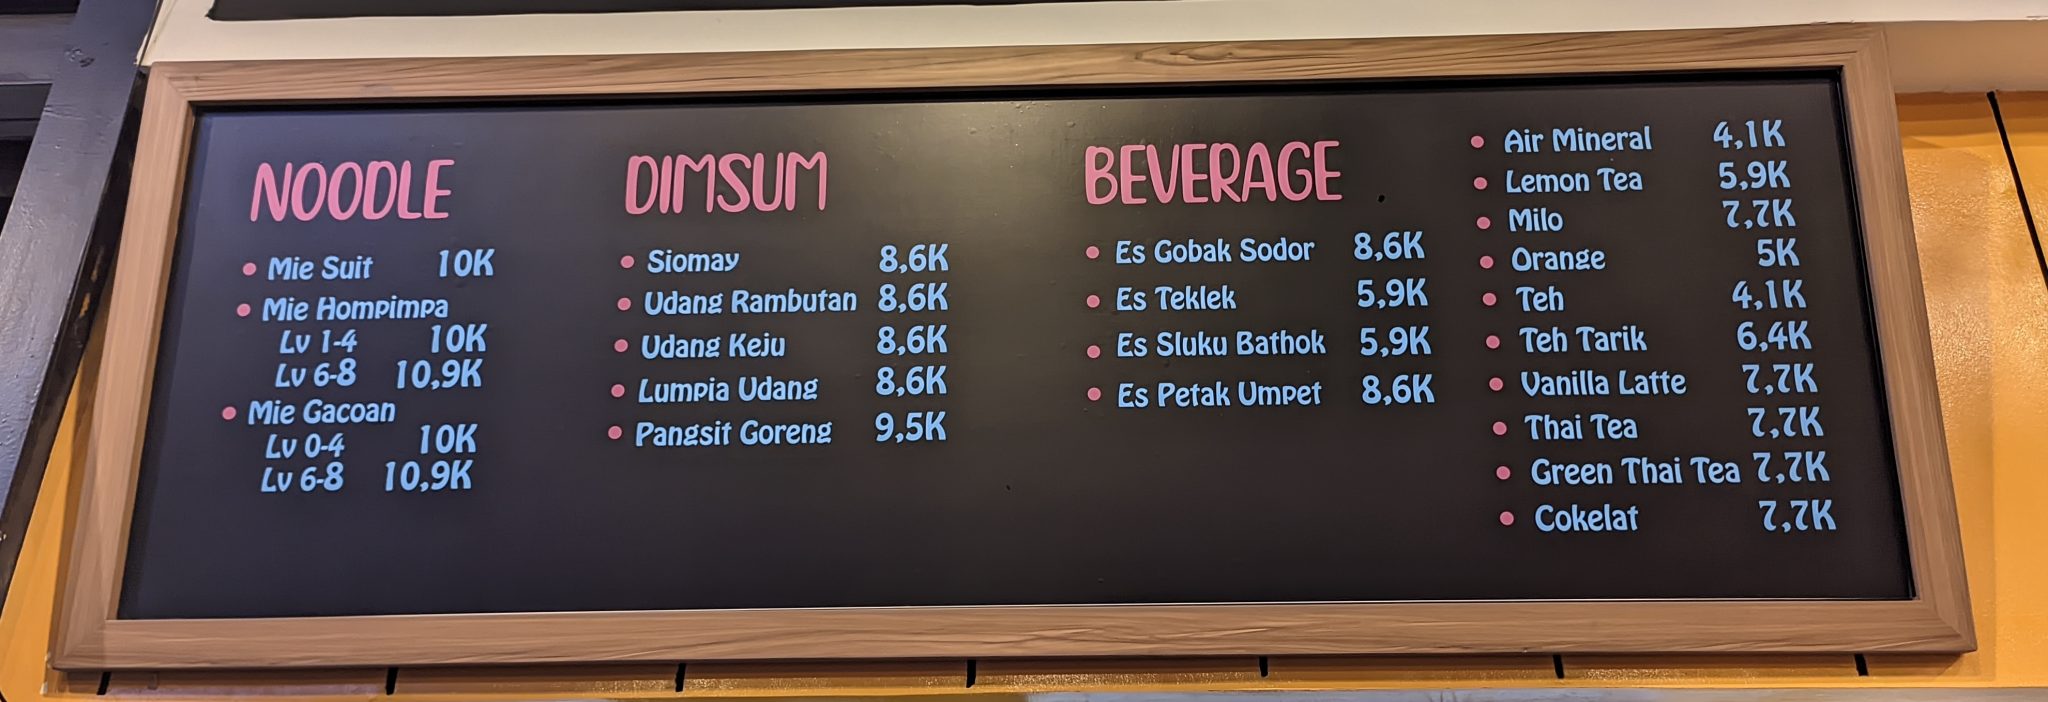 NOODLE
Mie Suit 10K
Mie Hompimpa
Lv 1-4 10K
Lv 6-8 10,9K
Mie Gacoan
Lv 0-4 10K
Lv 6-8 10,9K
DIMSUM
Siomay 8,6K
Udang Rambutan 8,6K
Udang Keju 8,6K
Lumpia Udang 8,6K
Pangsit Goreng 9,5K
BEVERAGE
Es Gobak Sodor 8,6K
Es Teklek 5,9K
Es Sluku Bathok 5,9K
Es Petak Umpet 8,6K
Air Mineral 4,1K
Lemon Tea 5,9K
Milo 7,7K
Orange 5K
Teh 4,1K
Teh Tarik 6,4K
Vanilla Latte 7,7K
Thai Tea 7,7K
Green Thai Tea 7,7K
Cokelat 7,7K